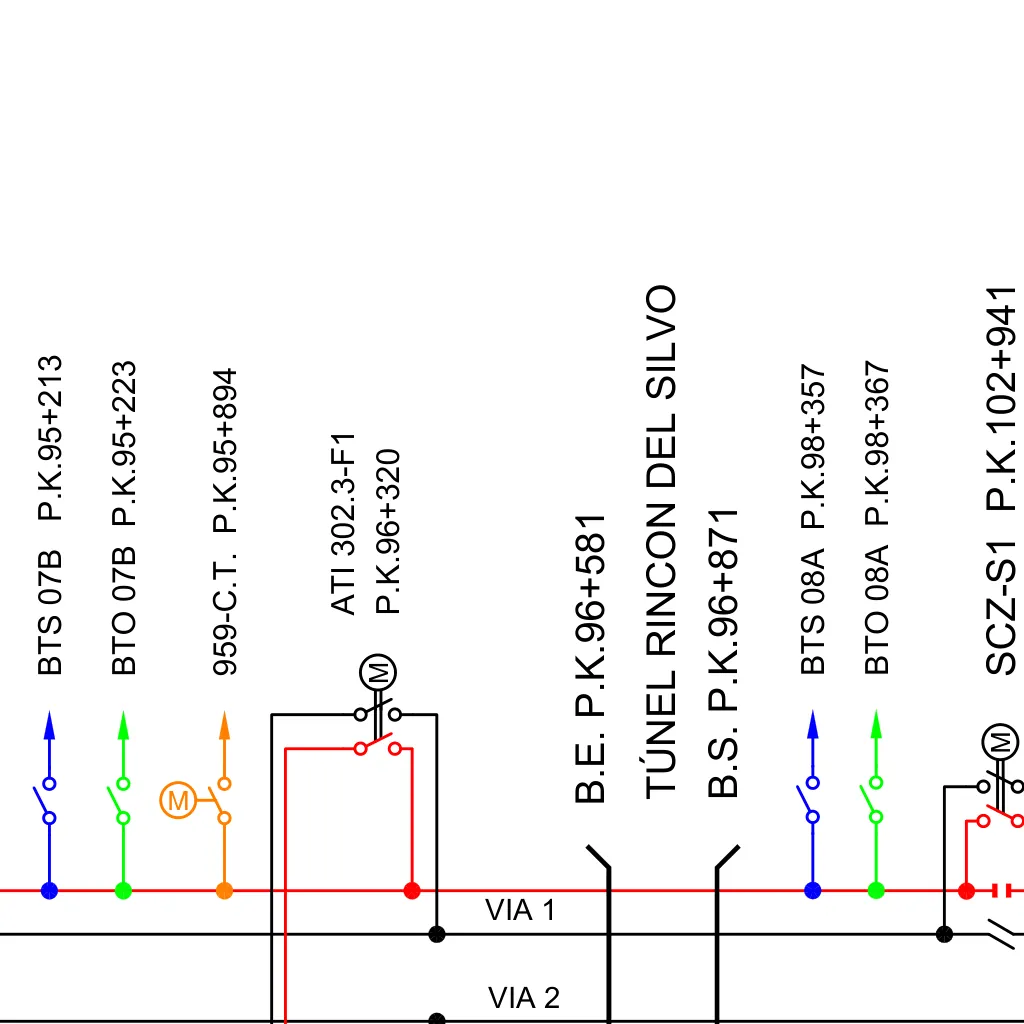 BTS 07B P.K.95+213
BTO 07B P.K.95+223
959-C.T. P.K.95+894
M
ATI 302.3-F1
P.K.96+320
M
B.E. P.K.96+581
TÚNEL RINCON DEL SILVO
B.S. P.K.96+871
BTS 08A P.K.98+357
BTO 08A P.K.98+367
SCZ-S1 P.K.102+941
M
VIA 1
VIA 2